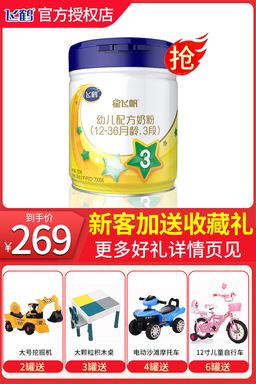 飞鹤 官方授权店
抢
飞鹤
星飞帆
幼儿配方奶粉
(12-36月龄,3段)
3
700克
¥269
新客加送收藏礼
更多好礼详情页见
大号挖掘机
大颗粒积木桌
电动沙滩摩托车
12寸儿童自行车
2罐送
3罐送
4罐送
6罐送